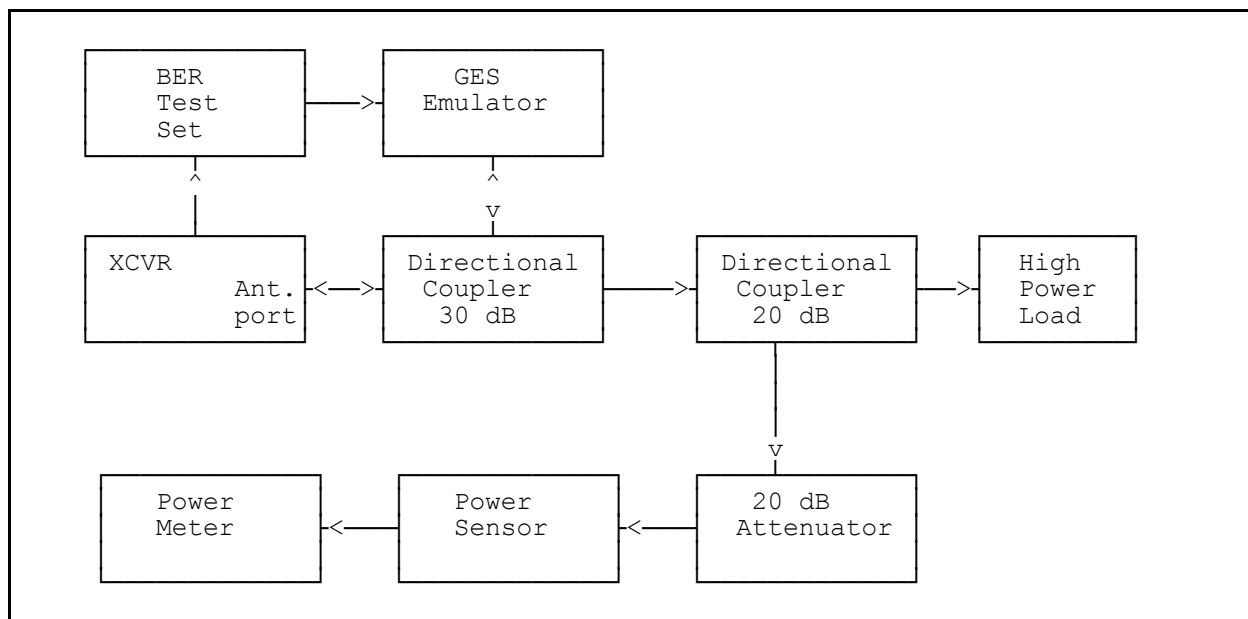 BER
Test
Set
GES
Emulator
XCVR
Ant.
port
Directional
Coupler
30 dB
Directional
Coupler
20 dB
High
Power
Load
Power
Meter
Power
Sensor
20 dB
Attenuator